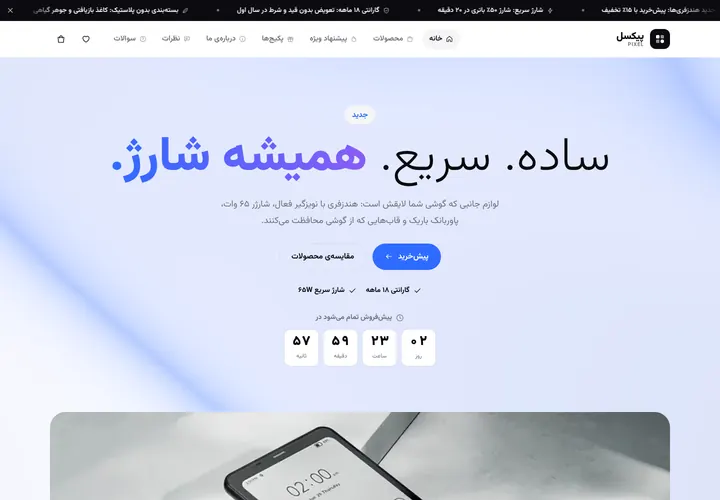 جدید هندزفری‌ها: پیش‌خرید با ۱۵٪ تخفیف • شارژ سریع: شارژ ۵۰٪ باتری در ۲۰ دقیقه • گارانتی ۱۸ ماهه: تعویض بدون قید و شرط در سال اول • بسته‌بندی بدون پلاستیک: کاغذ بازیافتی و جوهر گیاهی
پیکسل
PIXEL
خانه
محصولات
پیشنهاد ویژه
پکیج‌ها
درباره‌ی ما
نظرات
سوالات
جدید
ساده. سریع. همیشه شارژ.
لوازم جانبی که گوشی شما لایقش است: هندزفری با نویزگیر فعال، شارژر ۶۵ وات،
پاوربانک باریک و قاب‌هایی که از گوشی محافظت می‌کنند.
پیش‌خرید ←
مقایسه‌ی محصولات
گارانتی ۱۸ ماهه
شارژ سریع ۶۵W
پیش‌فروش تمام می‌شود در
۰۲ ۲۳ ۵۹ ۵۷
روز ساعت دقیقه ثانیه
02:00
Thursday